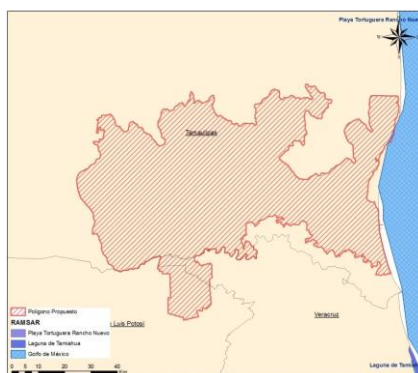 Playa Tortuguera Rancho Nue
Tamaulipas
Veracruz
Luis Potosí
Polígono Propuesto
RAMSAR
Playa Tortuguera Rancho Nuevo
Laguna de Tamiahua
Golfo de México
0 5 10 20 30 40
Laguna de Tamiahu